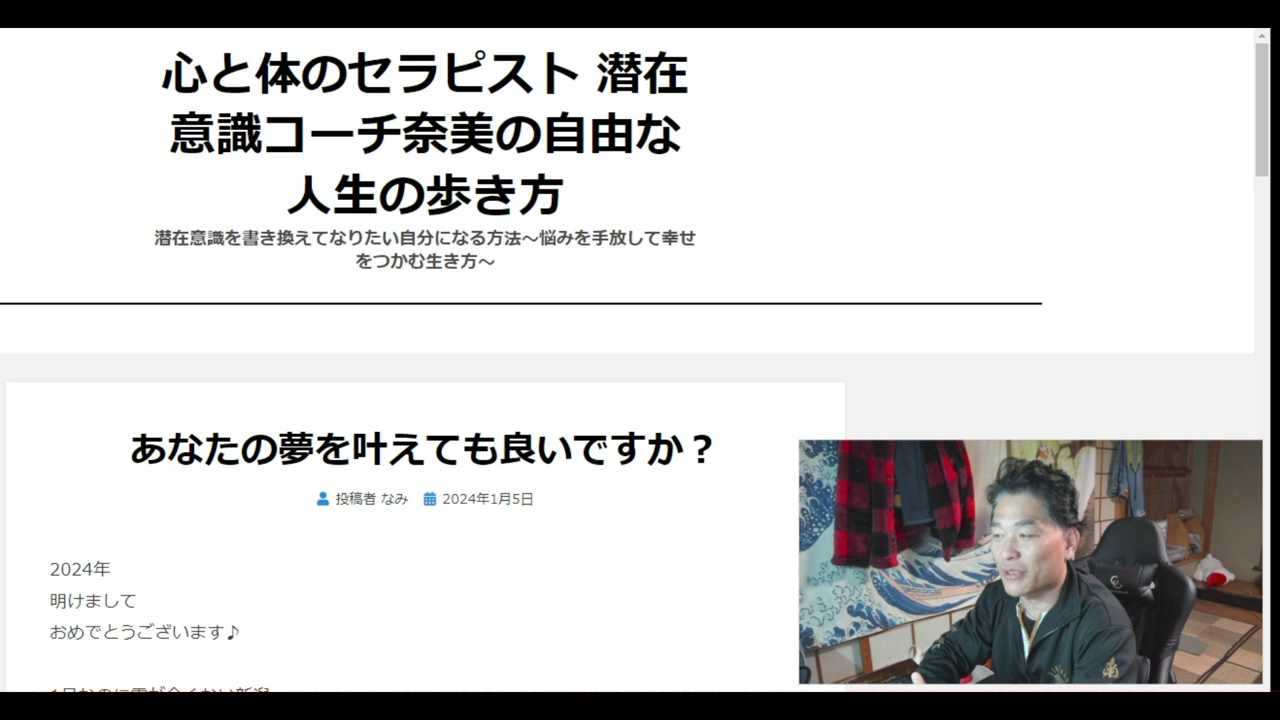 心と体のセラピスト 潜在
意識コーチ奈美の自由な
人生の歩き方
潜在意識を書き換えてなりたい自分になる方法～悩みを手放して幸せ
をつかむ生き方～
あなたの夢を叶えても良いですか？
投稿者 なみ 2024年1月5日
2024年
明けまして
おめでとうございます♪